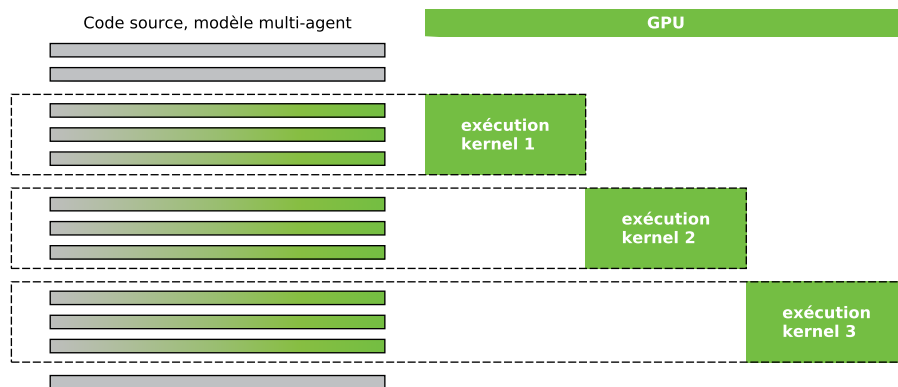 Code source, modèle multi-agent
GPU
exécution
kernel 1
exécution
kernel 2
exécution
kernel 3